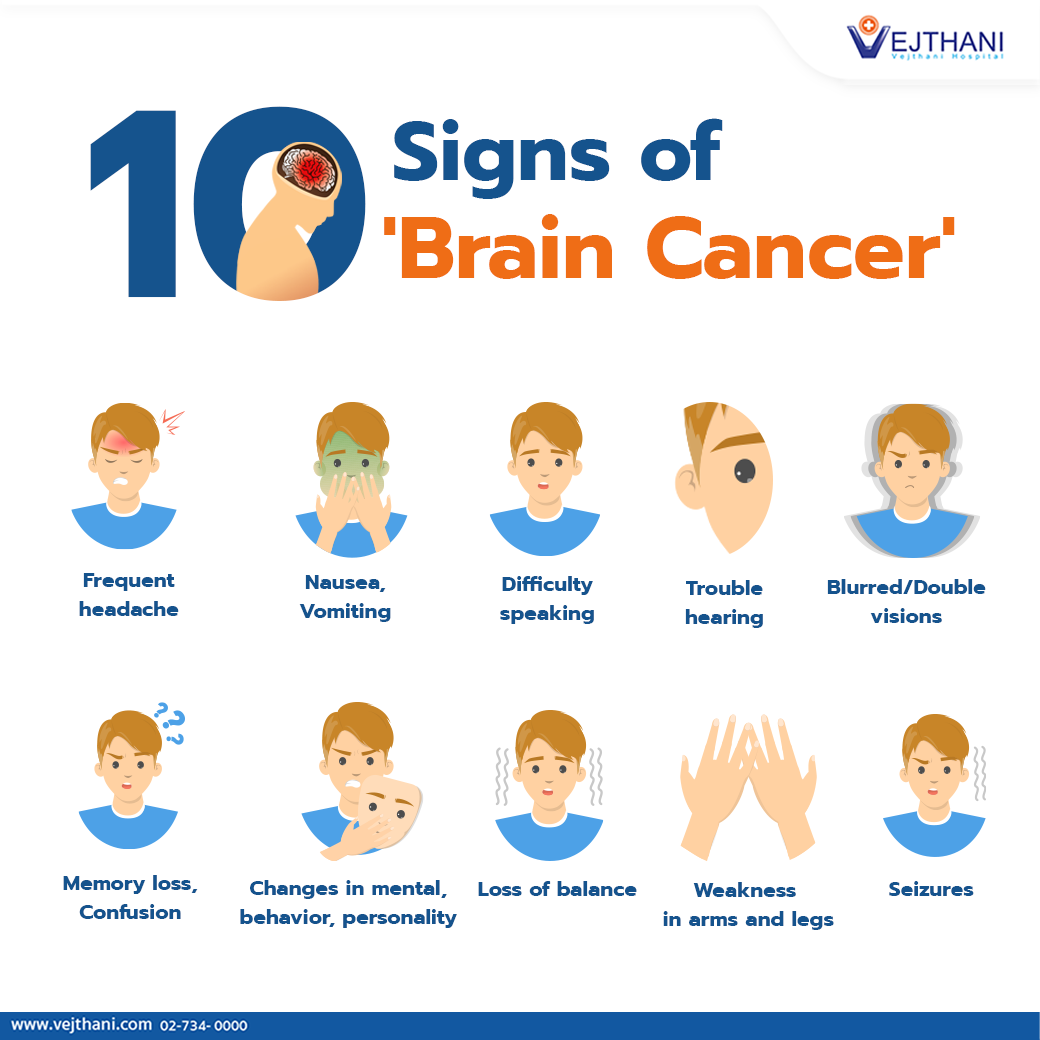 VEJTHANI
Vejthani Hospital
10
Signs of
'Brain Cancer'
Frequent
headache
Nausea,
Vomiting
Difficulty
speaking
Trouble
hearing
Blurred/Double
visions
???
Memory loss,
Confusion
Changes in mental,
behavior, personality
Loss of balance
Weakness
in arms and legs
Seizures
www.vejthani.com 02-734- 0000